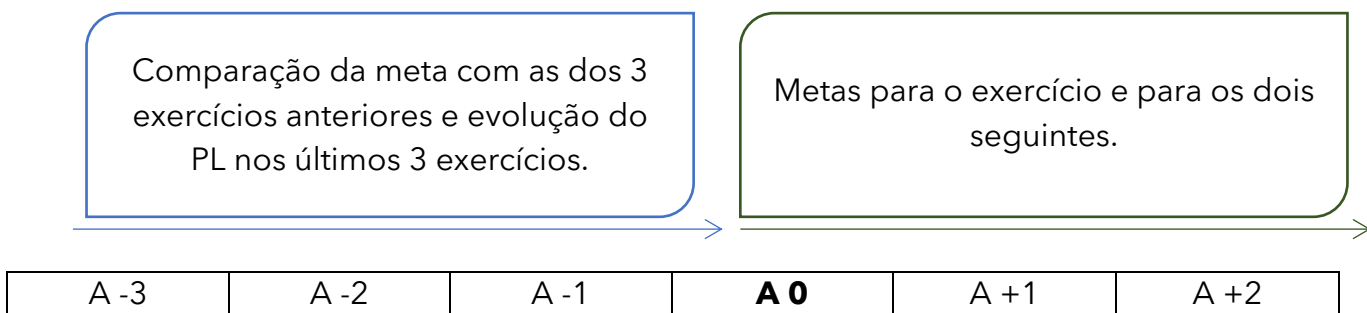 Comparação da meta com as dos 3
exercícios anteriores e evolução do
PL nos últimos 3 exercícios.
Metas para o exercício e para os dois
seguintes.
A -3 A -2 A -1 A 0 A +1 A +2